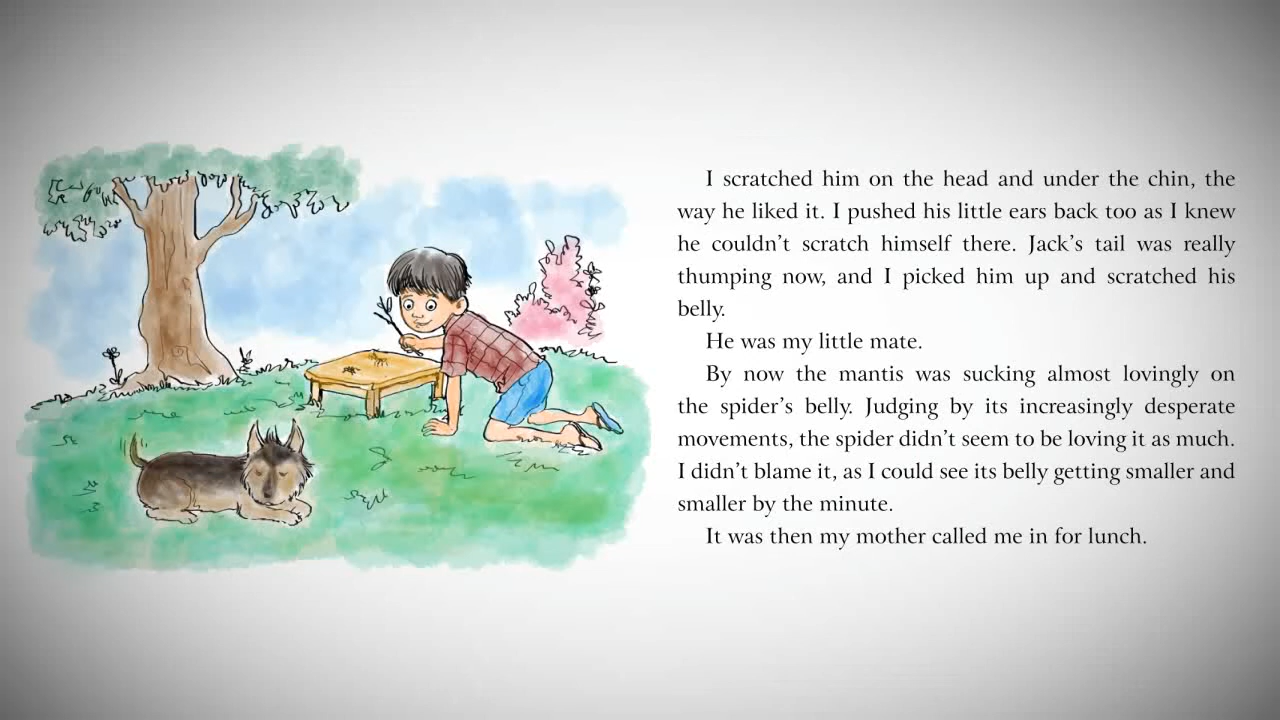 I scratched him on the head and under the chin, the
way he liked it. I pushed his little ears back too as I knew
he couldn’t scratch himself there. Jack’s tail was really
thumping now, and I picked him up and scratched his
belly.
He was my little mate.
By now the mantis was sucking almost lovingly on
the spider’s belly. Judging by its increasingly desperate
movements, the spider didn’t seem to be loving it as much.
I didn’t blame it, as I could see its belly getting smaller and
smaller by the minute.
It was then my mother called me in for lunch.